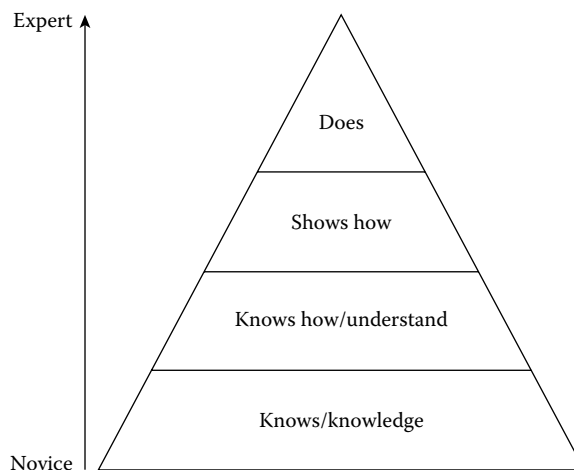 Expert
Does
Shows how
Knows how/understand
Knows/knowledge
Novice